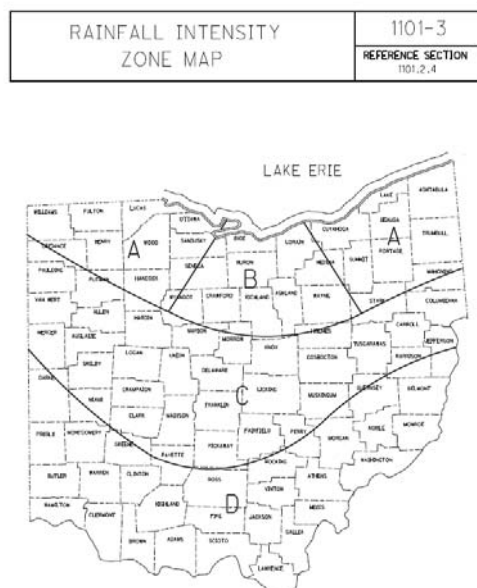 RAINFALL INTENSITY
ZONE MAP
1101-3
REFERENCE SECTION
1101.2.4
LAKE ERIE
LAKE
ASHTABULA
WILLIAMS
FULTON
LUCAS
OTTAWA
CUYAHOGA
GEAUGA
A
TRUMBULL
DEFIANCE
HENRY
A
WOOD
SANDUSKY
ERIE
LORAIN
PORTAGE
SUMMIT
MEDINA
HURON
SENECA
PAULDING
PUTNAM
HANCOCK
B
MAHONING
VAN WERT
WYANDOT
CRAWFORD
RICHLAND
ASHLAND
WAYNE
STARK
COLUMBIANA
ALLEN
HARDIN
MARION
MORROW
HOLMES
CARROLL
MERCER
AUGLAIZE
KNOX
TUSCARAWAS
JEFFERSON
LOGAN
UNION
COSHOCTON
HARRISON
SHELBY
DELAWARE
DARKE
CHAMPAIGN
LICKING
GUERNSEY
BELMONT
C
MIAMI
FRANKLIN
MUSKINGUM
CLARK
MADISON
NOBLE
MONROE
PREBLE
MONTGOMERY
FAIRFIELD
PERRY
MORGAN
GREENE
PICKAWAY
FAYETTE
WASHINGTON
HOCKING
BUTLER
WARREN
CLINTON
ROSS
ATHENS
VINTON
HAMILTON
CLERMONT
HIGHLAND
D
PIKE
JACKSON
MEIGS
BROWN
ADAMS
SCIOTO
GALLIA
LAWRENCE